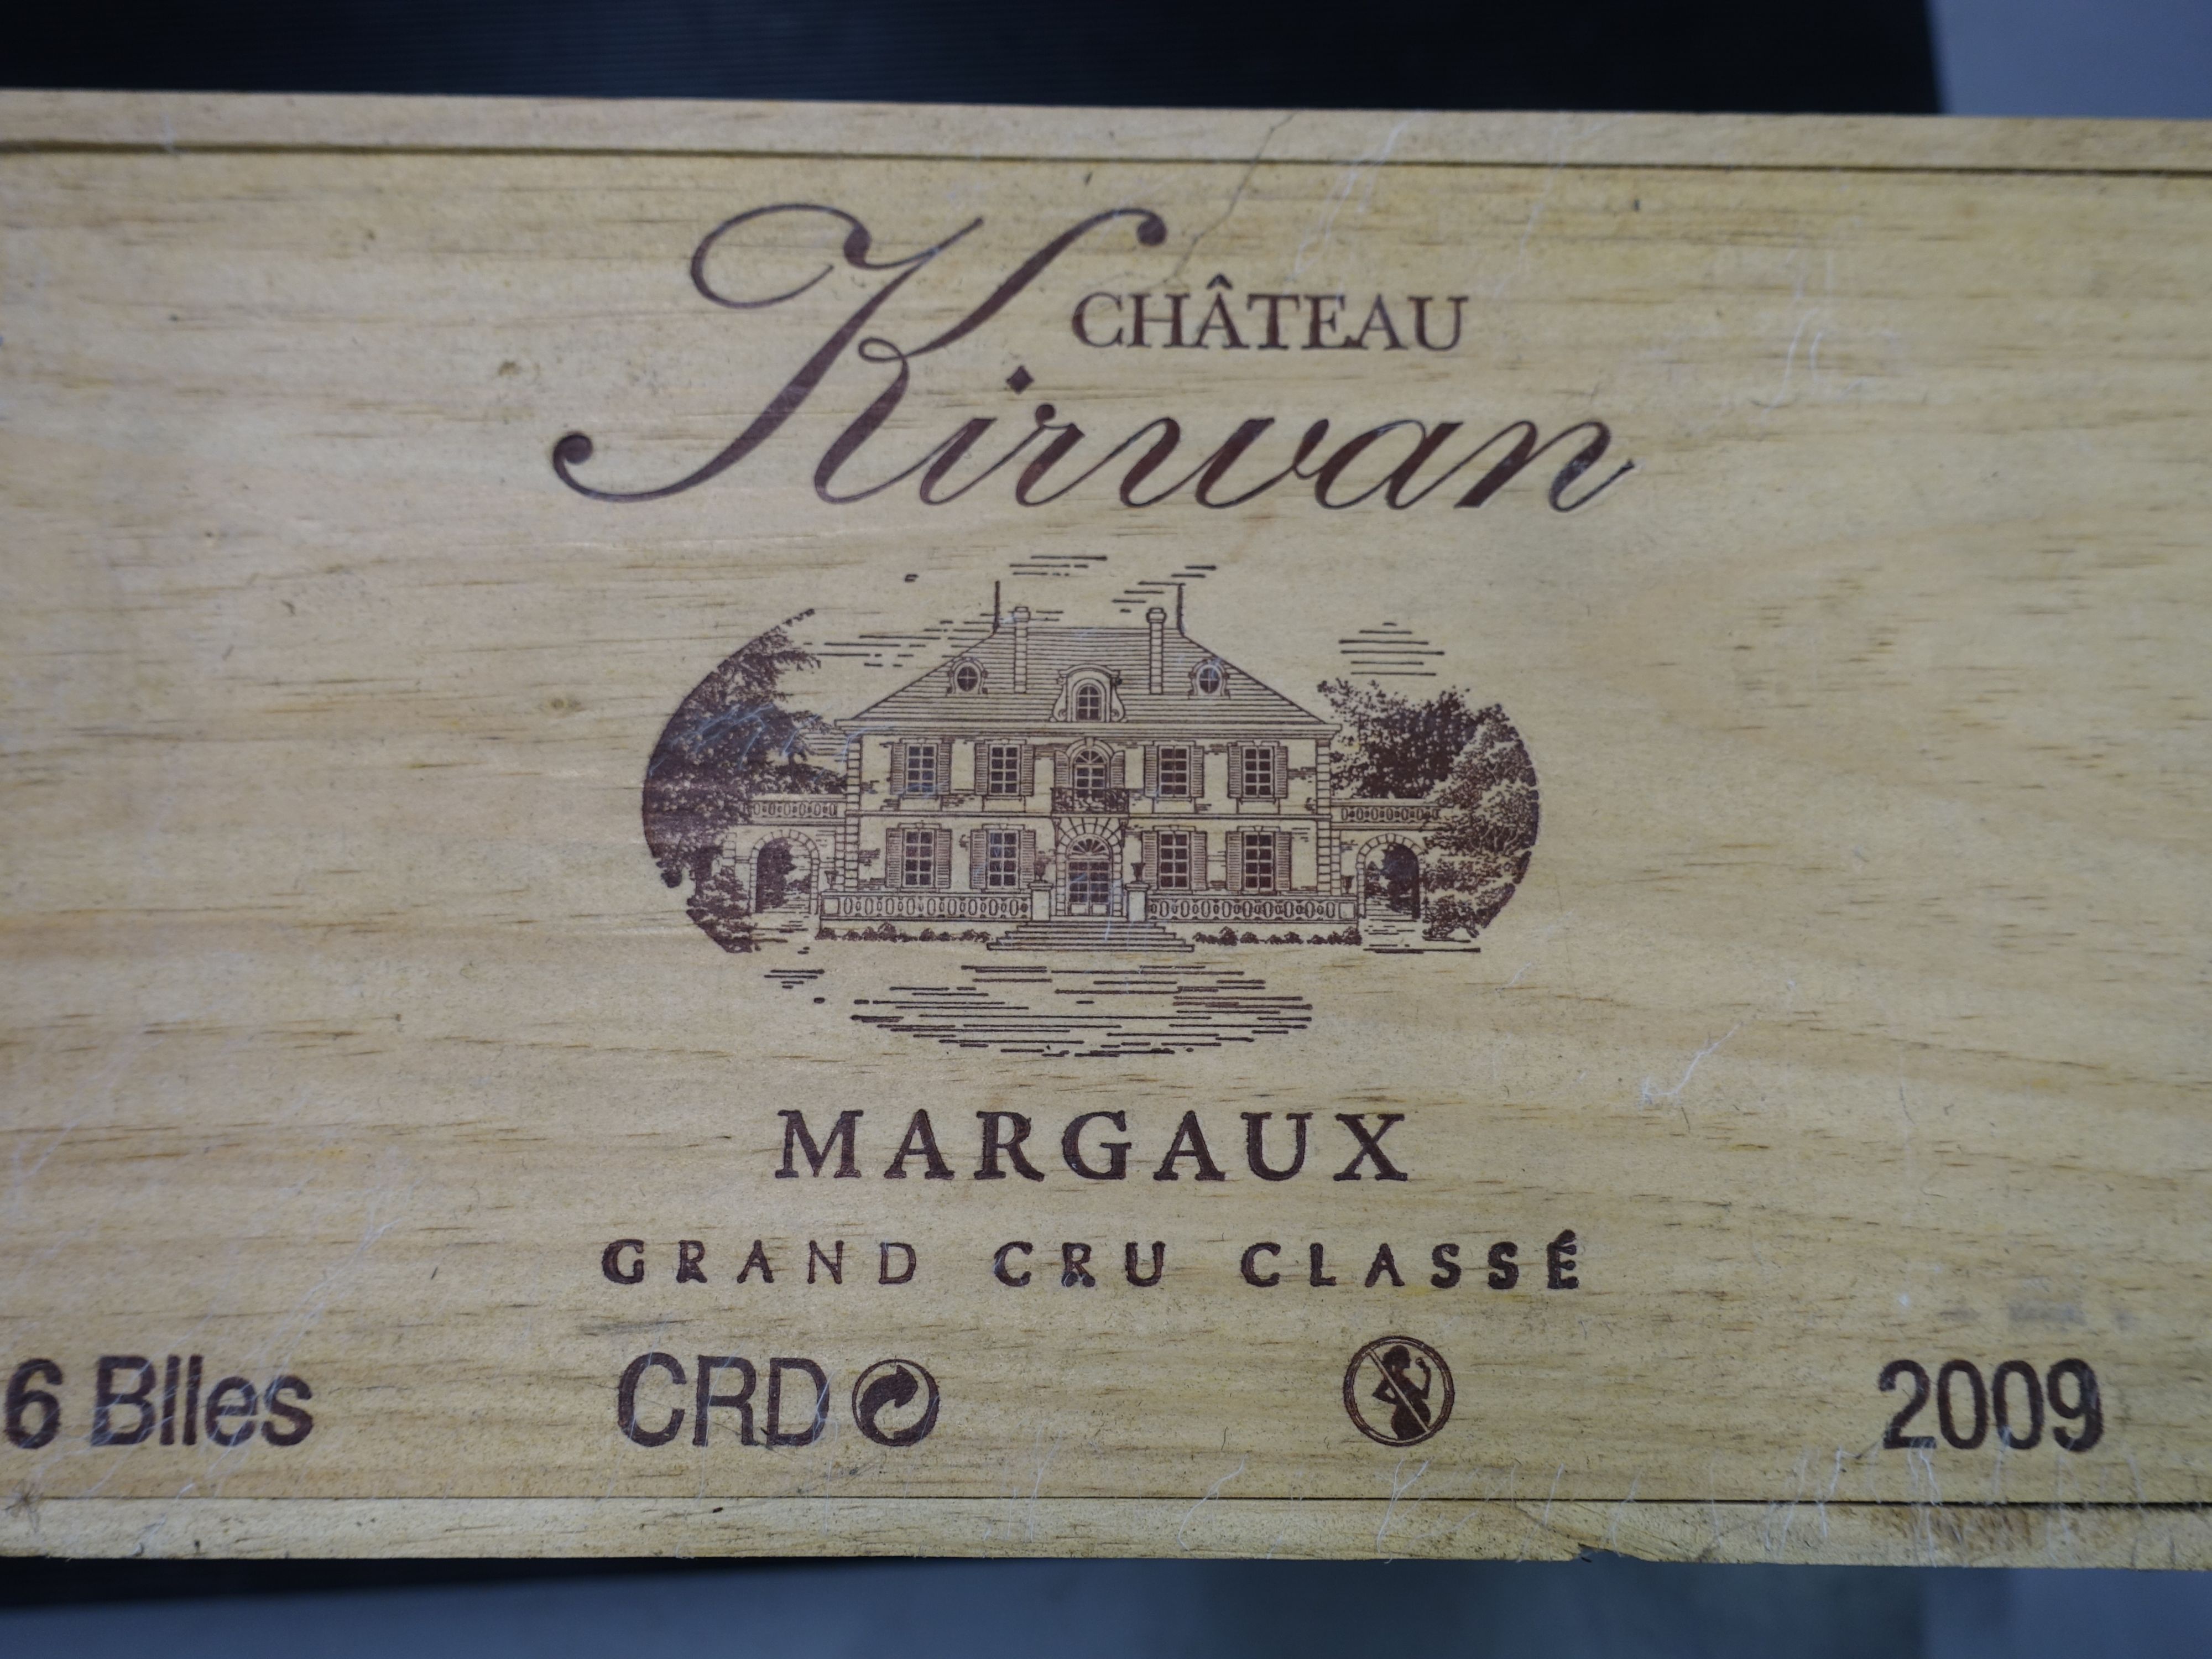 CHÂTEAU
Kirwan
MARGAUX
GRAND CRU CLASSÉ
6 Blles CRD 2009